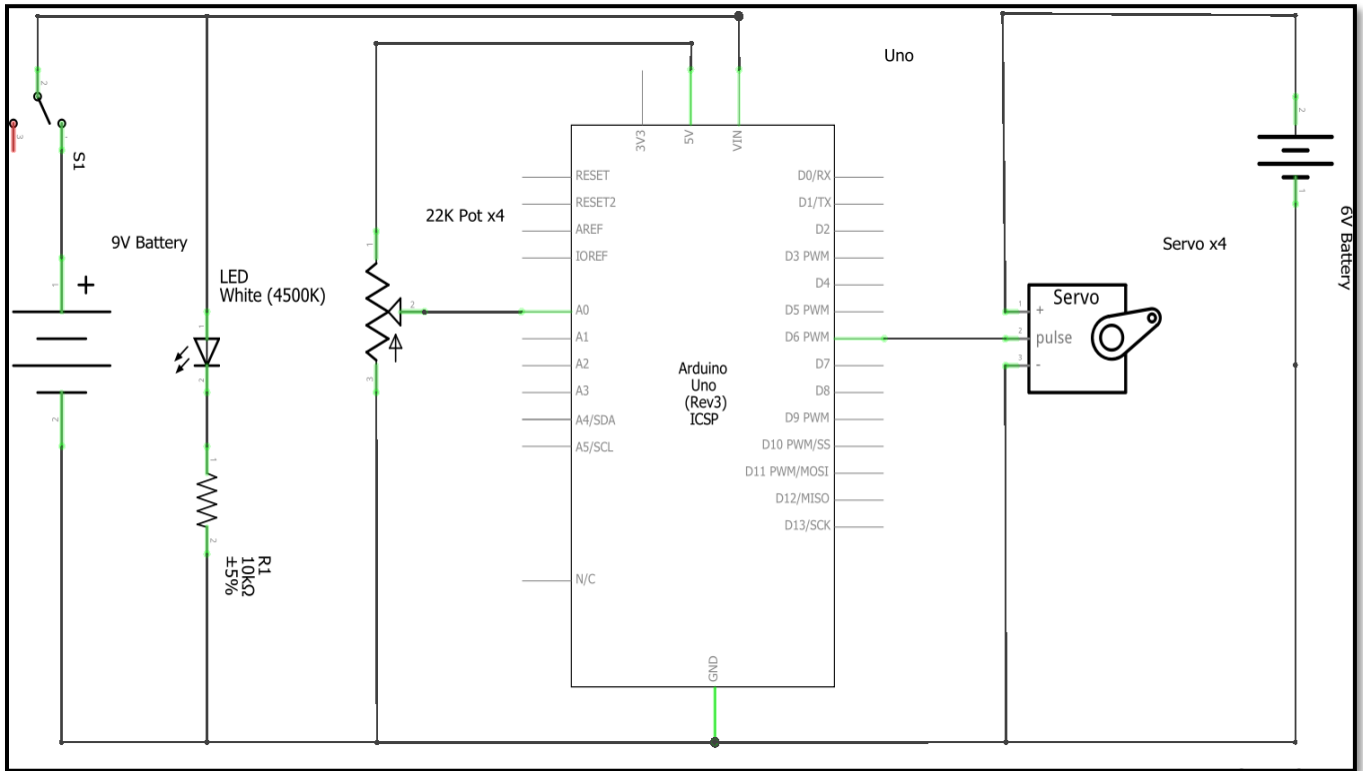 Uno
2
3
1
S1
9V Battery
1
+
2
LED
White (4500K)
1
2
1
2
R1
10kΩ
±5%
22K Pot x4
1
2
3
3V3
5V
VIN
RESET
RESET2
AREF
IOREF
A0
A1
A2
A3
A4/SDA
A5/SCL
N/C
D0/RX
D1/TX
D2
D3 PWM
D4
D5 PWM
D6 PWM
D7
D8
D9 PWM
D10 PWM/SS
D11 PWM/MOSI
D12/MISO
D13/SCK
Arduino
Uno
(Rev3)
ICSP
GND
Servo x4
Servo
1
+
2
pulse
3
-
2
1
6V Battery